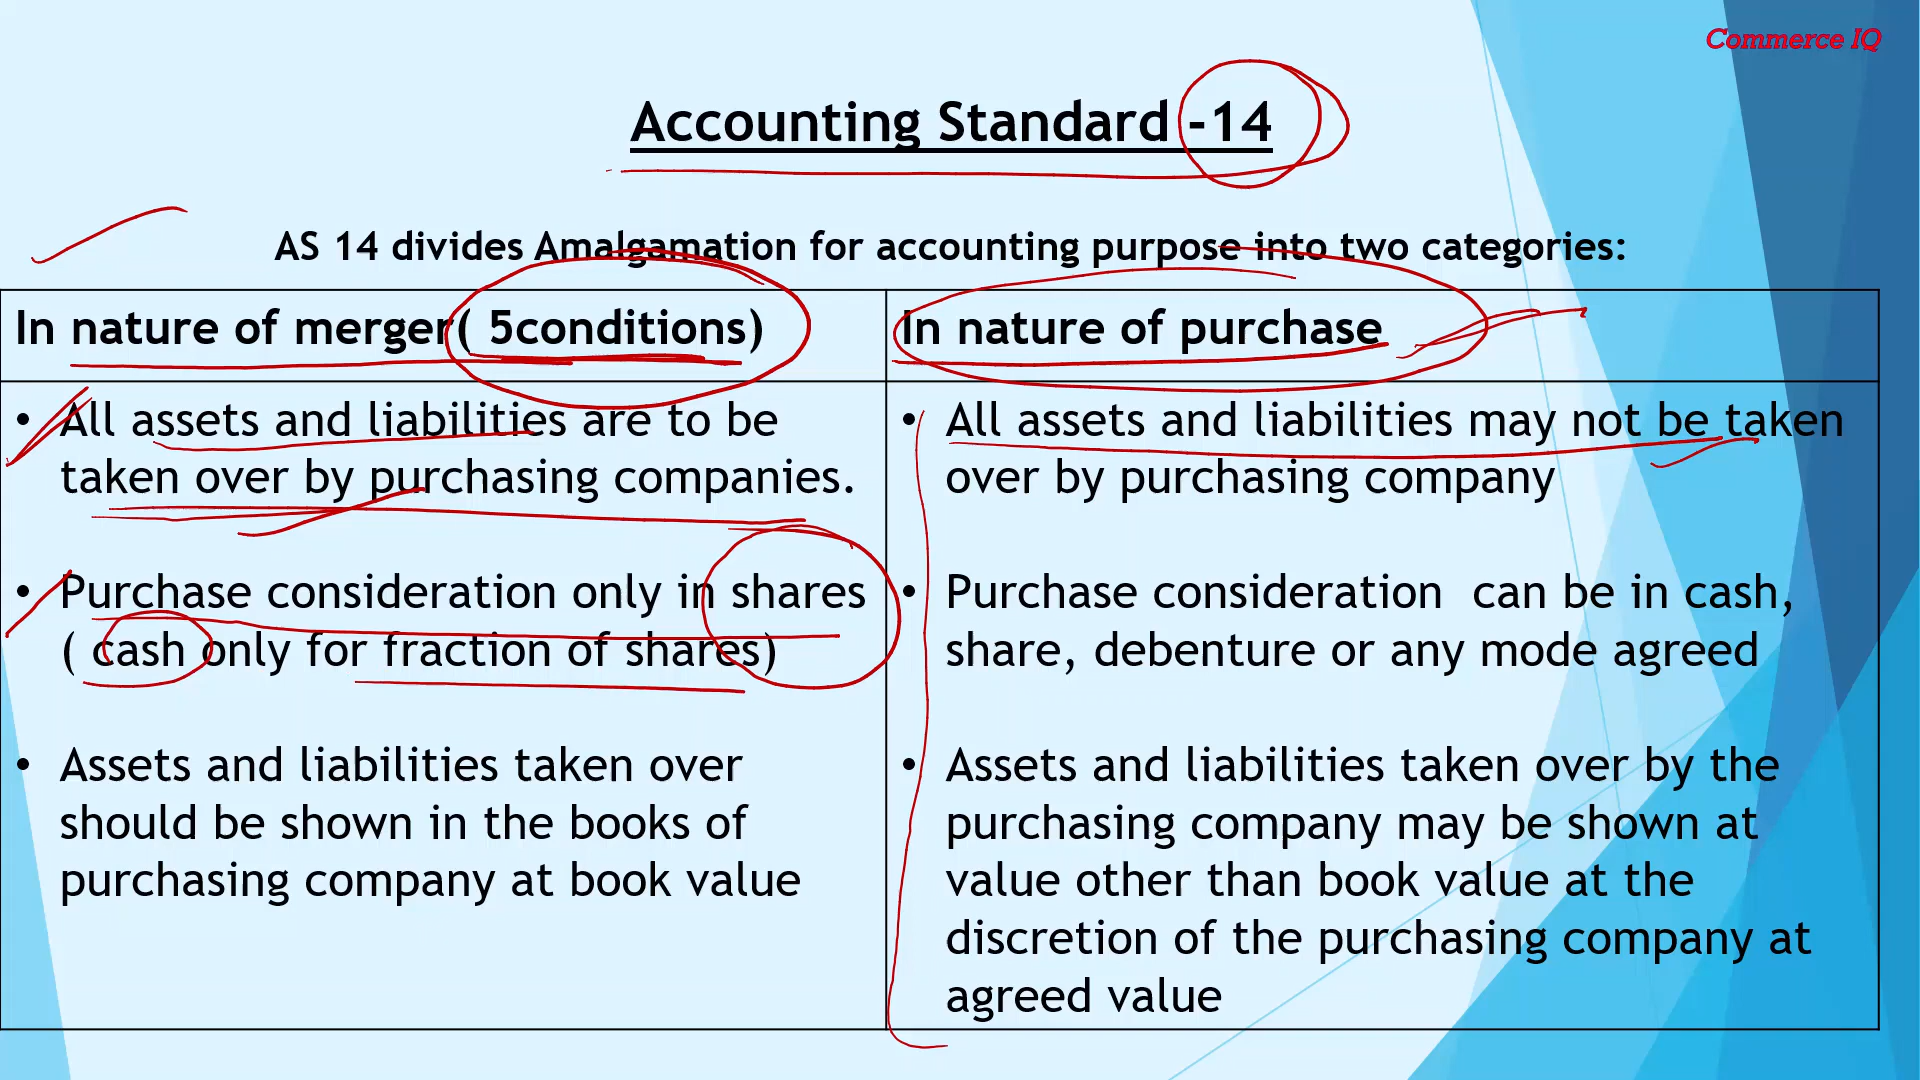 Commerce IQ
Accounting Standard -14
AS 14 divides Amalgamation for accounting purpose into two categories:
In nature of merger( 5conditions)
• All assets and liabilities are to be
taken over by purchasing companies.
• Purchase consideration only in shares
( cash only for fraction of shares)
• Assets and liabilities taken over
should be shown in the books of
purchasing company at book value
In nature of purchase
• All assets and liabilities may not be taken
over by purchasing company
• Purchase consideration can be in cash,
share, debenture or any mode agreed
• Assets and liabilities taken over by the
purchasing company may be shown at
value other than book value at the
discretion of the purchasing company at
agreed value